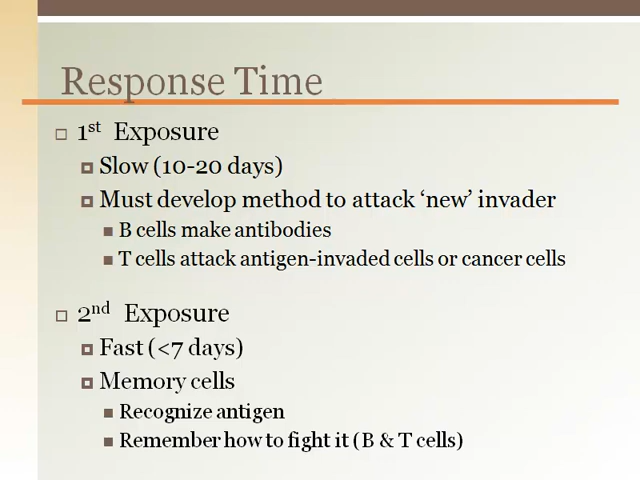 Response Time
1st Exposure
Slow (10-20 days)
Must develop method to attack ‘new’ invader
B cells make antibodies
T cells attack antigen-invaded cells or cancer cells
2nd Exposure
Fast (<7 days)
Memory cells
Recognize antigen
Remember how to fight it (B & T cells)